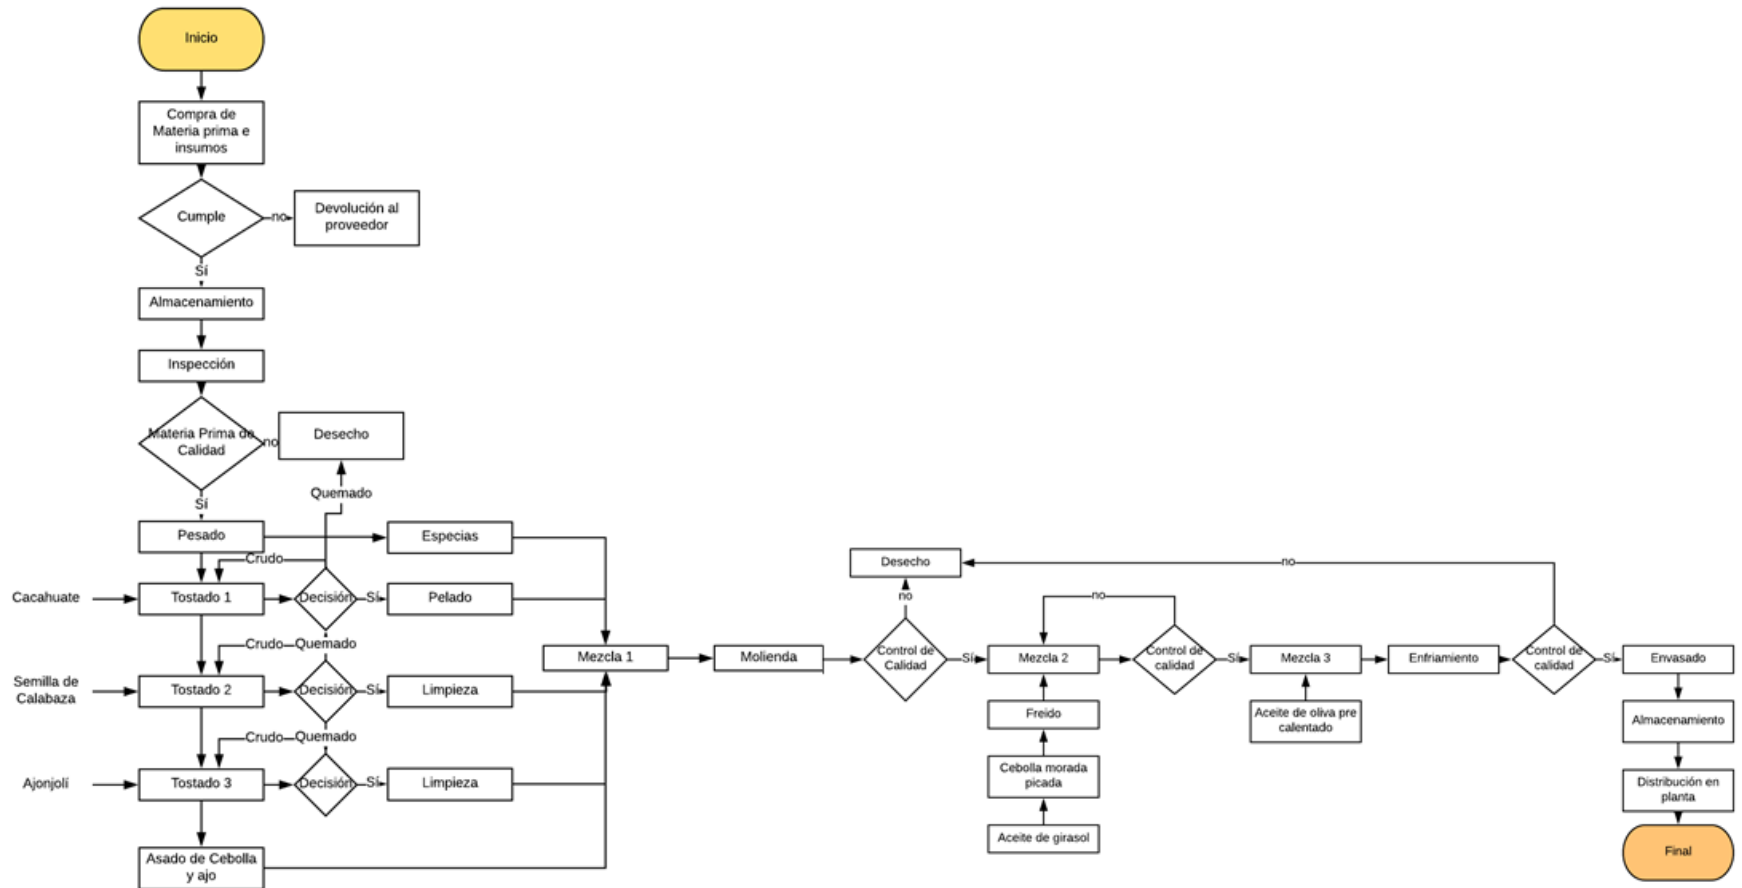 Inicio
Compra de
Materia prima e
insumos
Cumple
no
Devolución al
proveedor
Sí
Almacenamiento
Inspección
Materia Prima de
Calidad
no
Desecho
Sí
Quemado
Pesado
Especias
Crudo
Cacahuate
Tostado 1
Decisión
Sí
Pelado
Crudo
Quemado
Semilla de
Calabaza
Tostado 2
Decisión
Sí
Limpieza
Crudo
Quemado
Ajonjolí
Tostado 3
Decisión
Sí
Limpieza
Asado de Cebolla
y ajo
Mezcla 1
Molienda
Control de
Calidad
no
Desecho
Sí
Mezcla 2
Freido
Cebolla morada
picada
Aceite de girasol
no
Control de
calidad
Sí
Mezcla 3
Aceite de oliva pre
calentado
Enfriamiento
Control de
calidad
no
Sí
Envasado
Almacenamiento
Distribución en
planta
Final